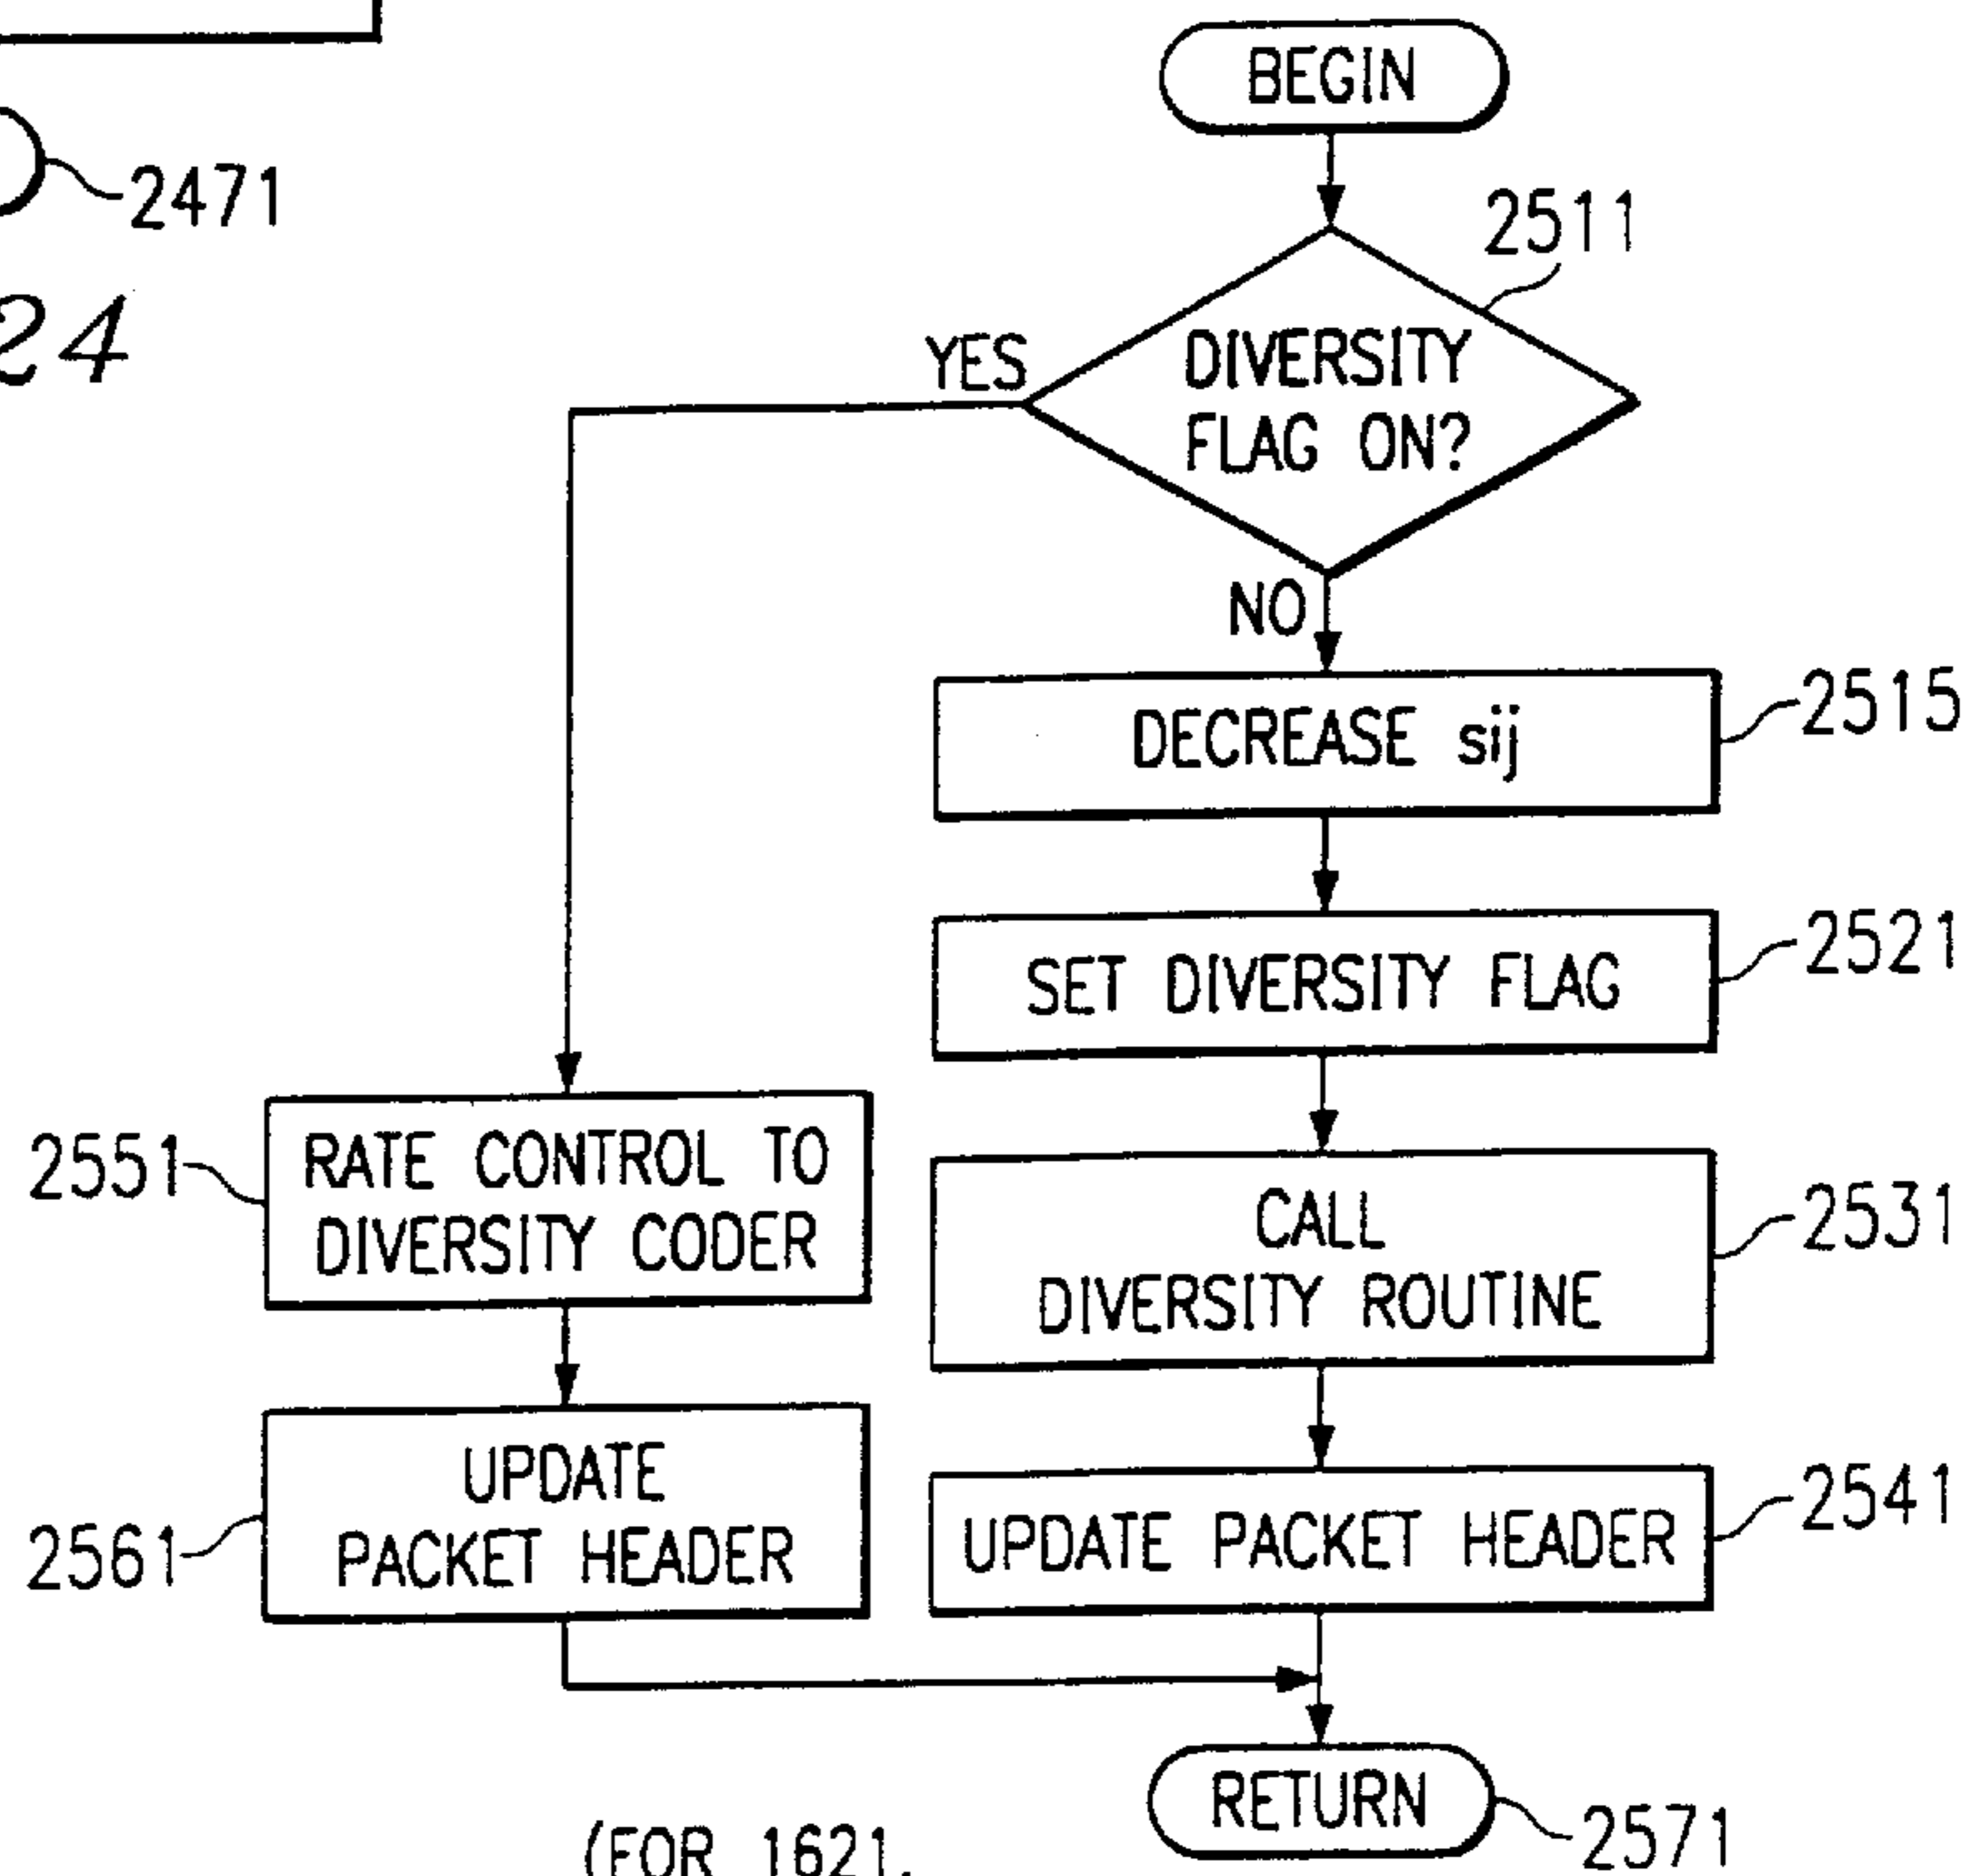 BEGIN
2471
2511
24
YES
DIVERSITY
FLAG ON?
NO
DECREASE sij
2515
SET DIVERSITY FLAG
2521
2551
RATE CONTROL TO
DIVERSITY CODER
CALL
DIVERSITY ROUTINE
2531
2561
UPDATE
PACKET HEADER
UPDATE PACKET HEADER
2541
RETURN
2571
(FOR 1621,